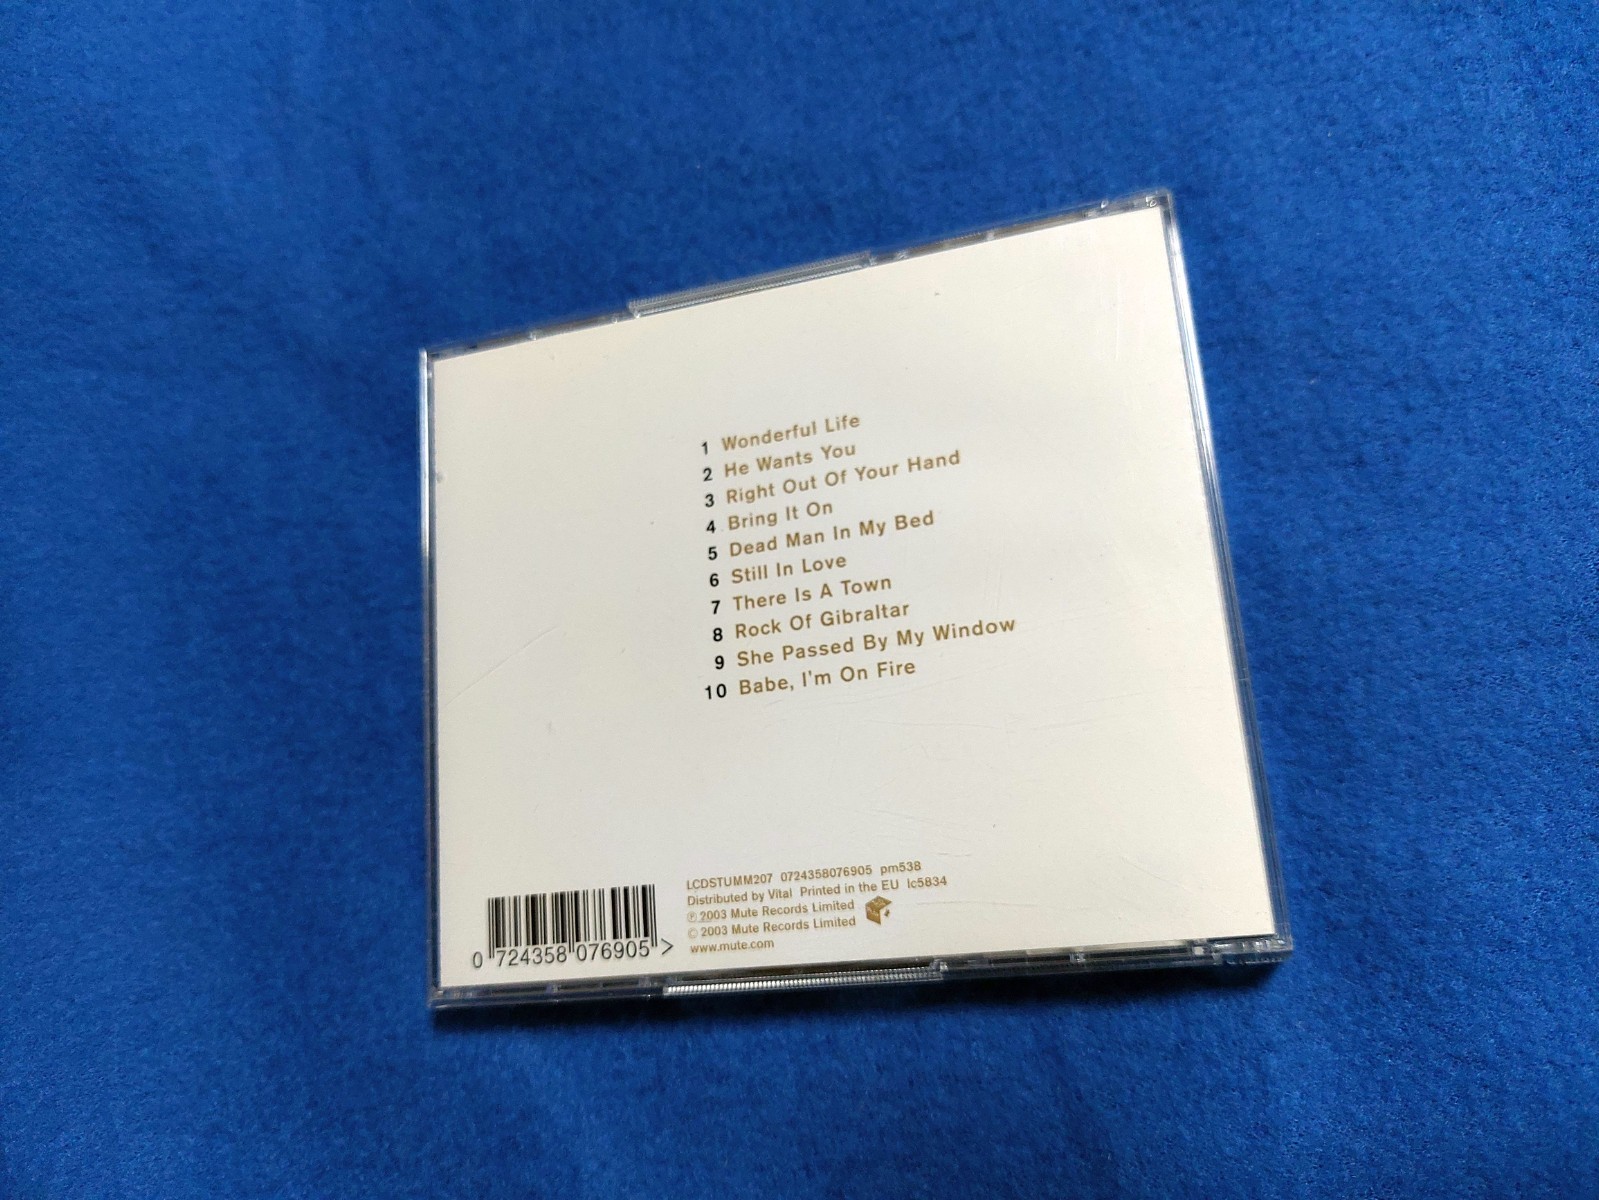 1 Wonderful Life
2 He Wants You
3 Right Out Of Your Hand
4 Bring It On
5 Dead Man In My Bed
6 Still In Love
7 There Is A Town
8 Rock Of Gibraltar
9 She Passed By My Window
10 Babe, I'm On Fire
LCDSTUMM207 0724358076905 pm538
Distributed by Vital Printed in the EU lc5834
℗ 2003 Mute Records Limited
© 2003 Mute Records Limited
www.mute.com
0 724358 076905 >